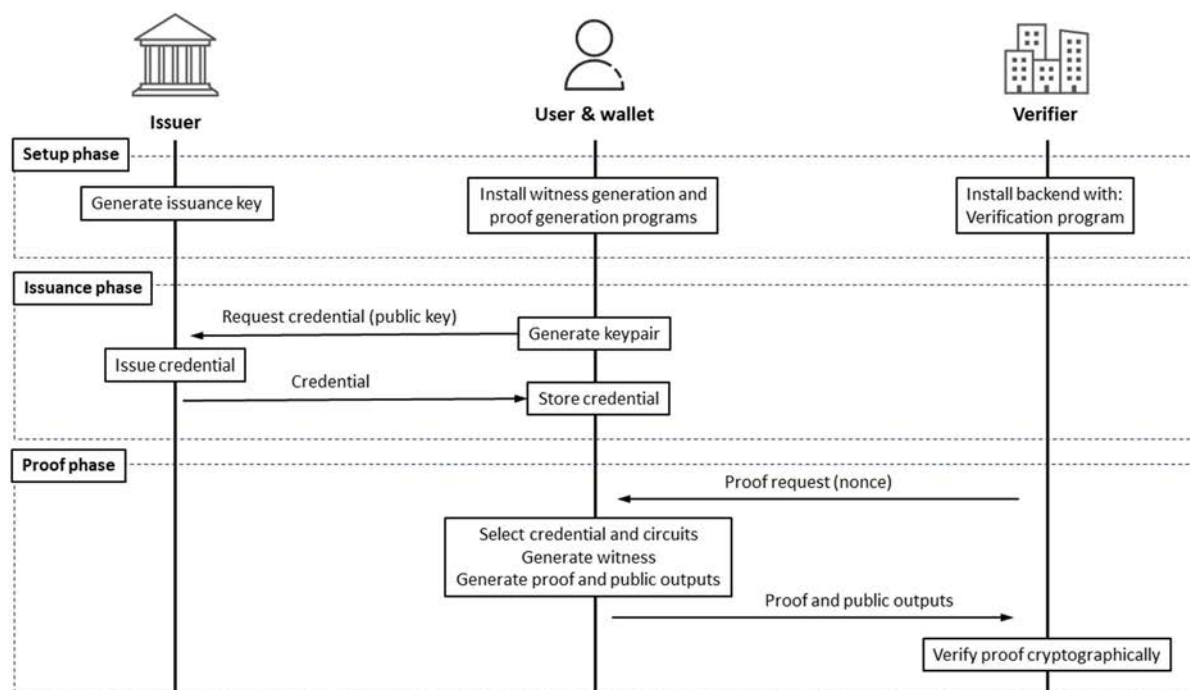 Issuer
User & wallet
Verifier
Setup phase
Generate issuance key
Install witness generation and
proof generation programs
Install backend with:
Verification program
Issuance phase
Request credential (public key)
Generate keypair
Issue credential
Credential
Store credential
Proof phase
Proof request (nonce)
Select credential and circuits
Generate witness
Generate proof and public outputs
Proof and public outputs
Verify proof cryptographically